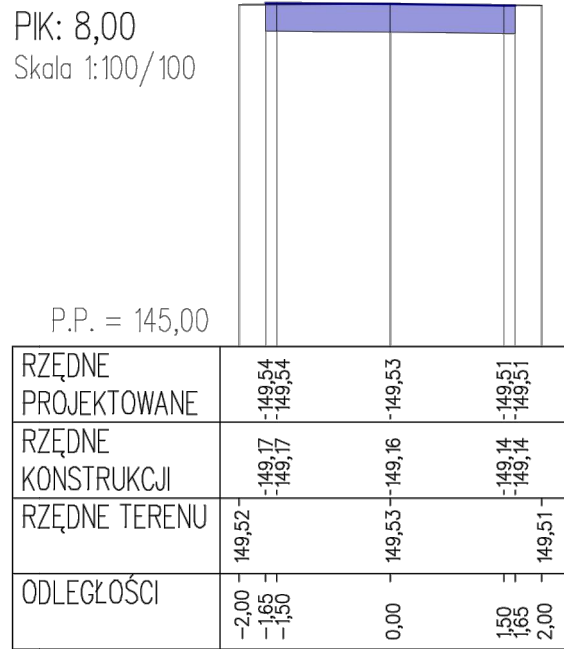 PIK: 8,00
Skala 1:100/100
P.P. = 145,00
RZĘDNE PROJEKTOWANE
149,54 149,54 149,53 149,51 149,51
RZĘDNE KONSTRUKCJI
149,17 149,17 149,16 149,14 149,14
RZĘDNE TERENU
149,52 149,53 149,51
ODLEGŁOŚCI
-2,00 -1,65 -1,50 0,00 1,50 1,65 2,00